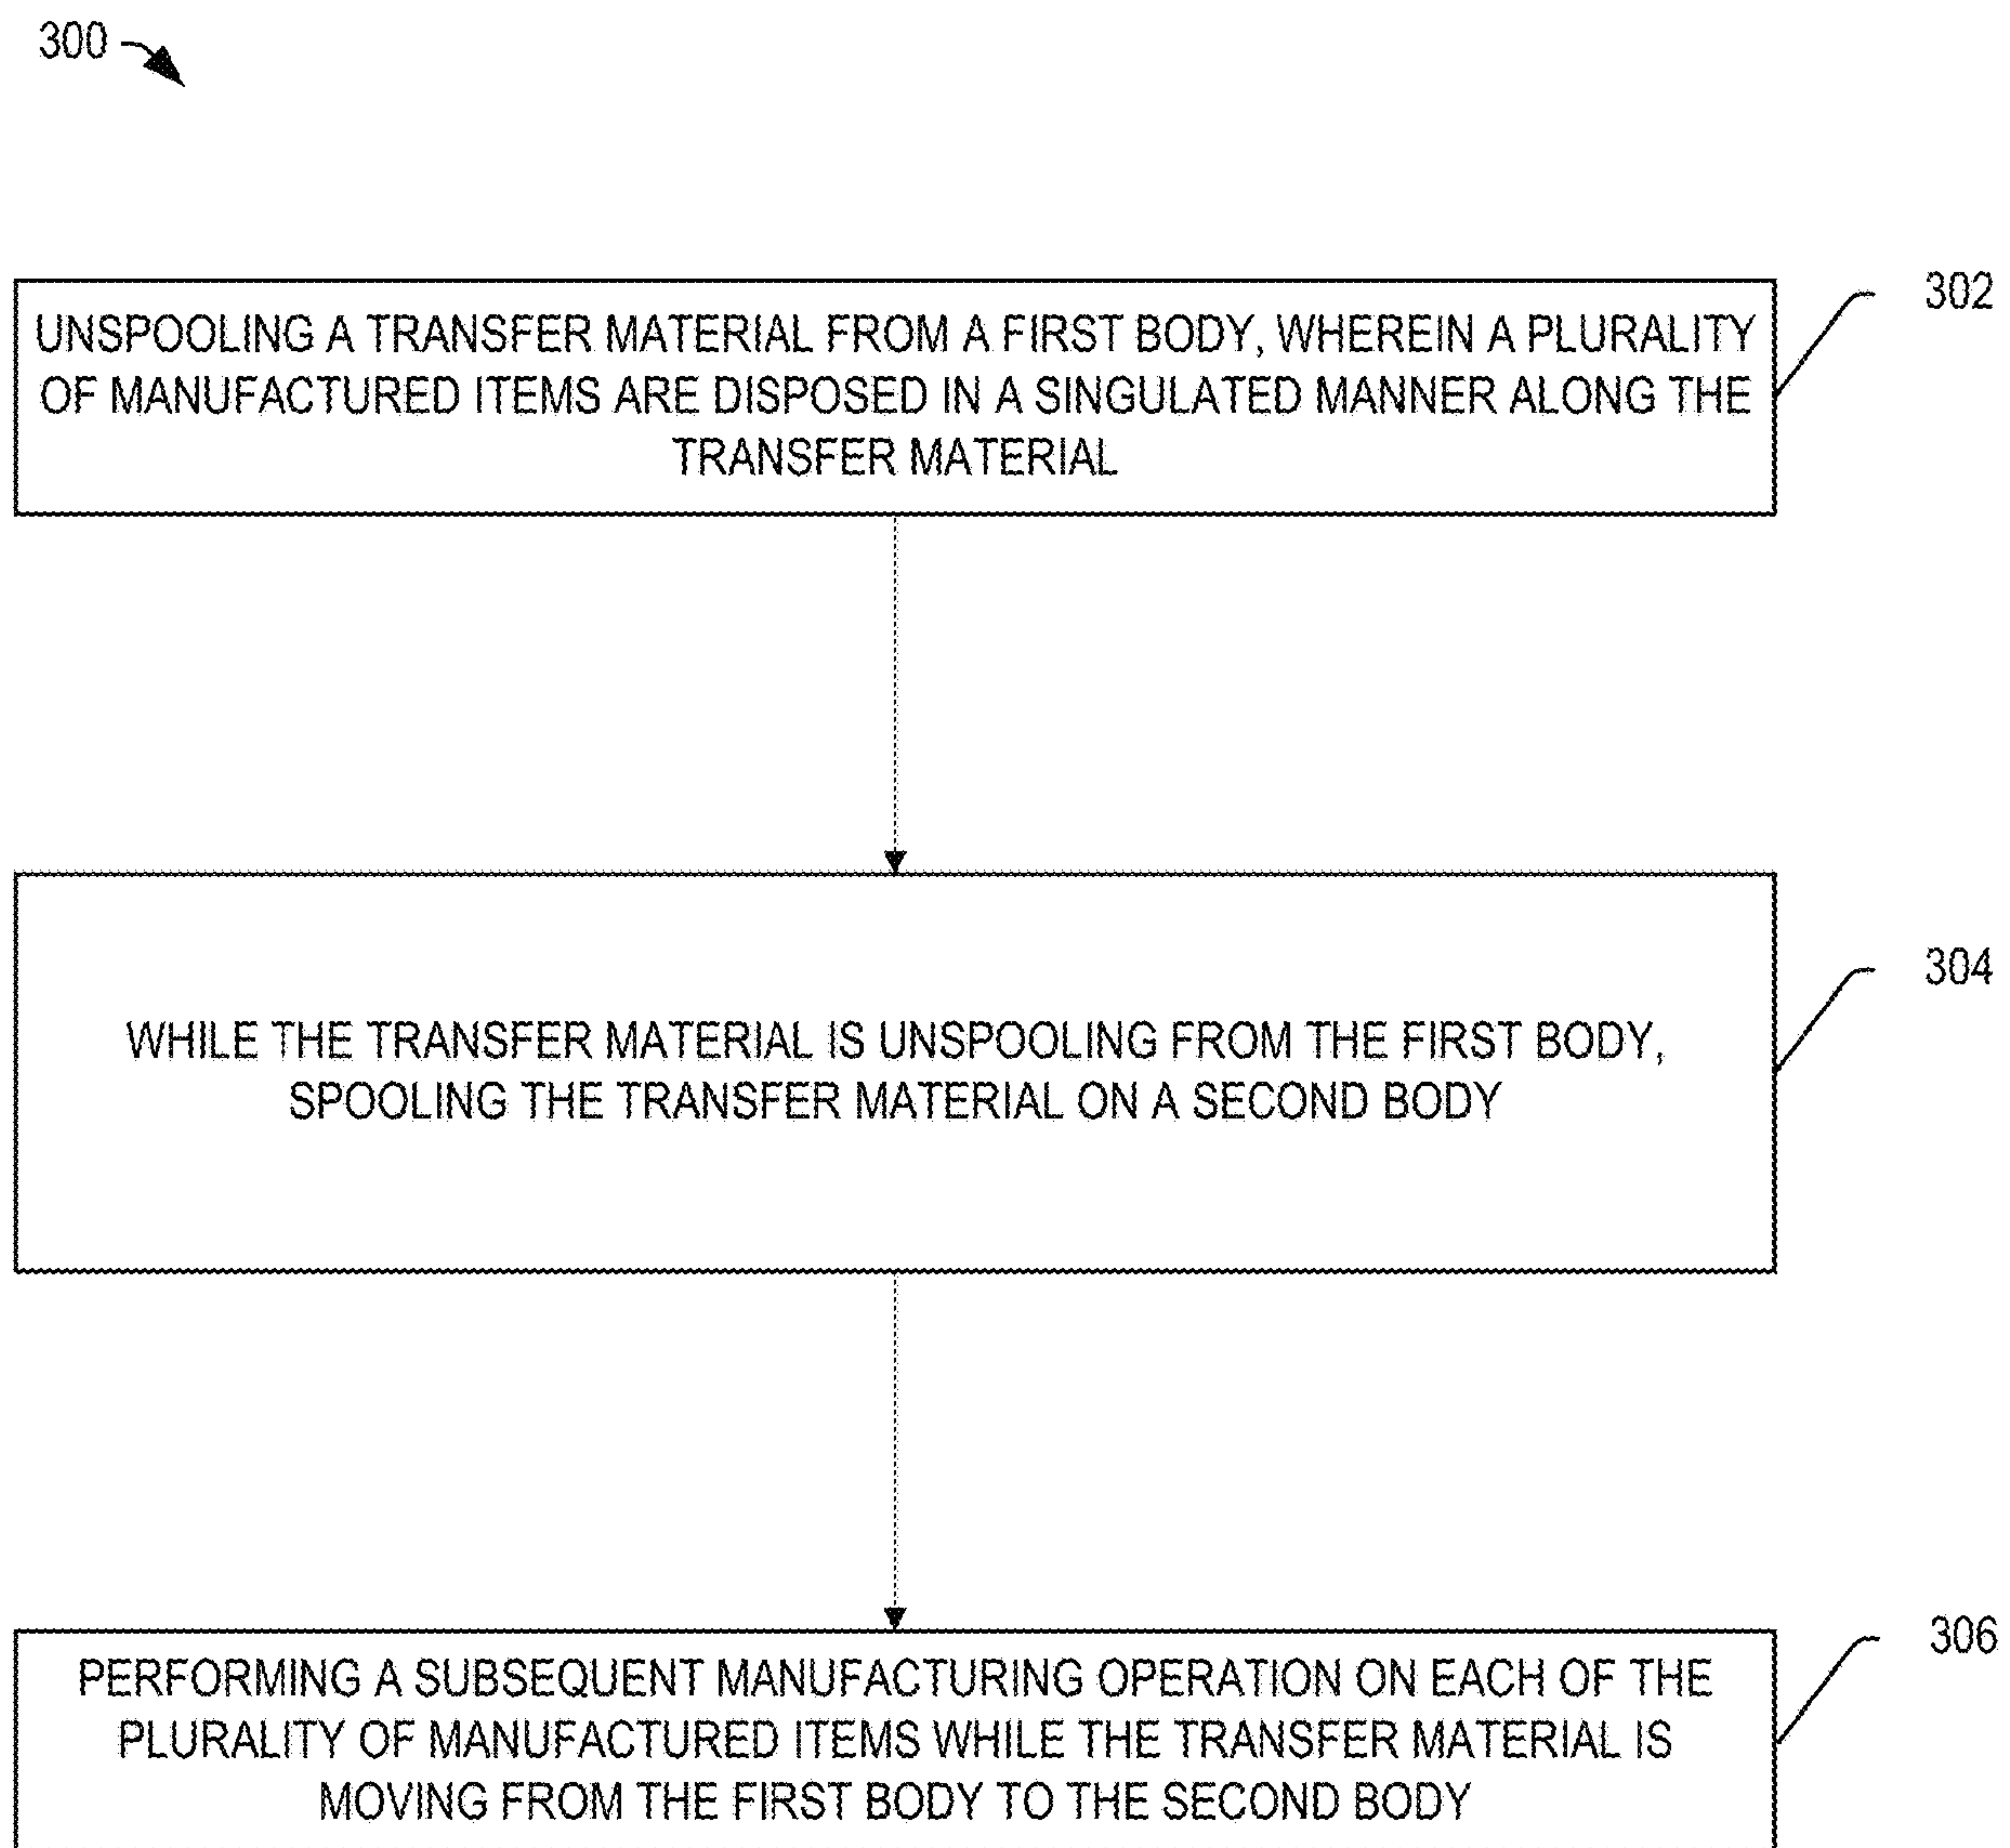 300
302
UNSPOOLING A TRANSFER MATERIAL FROM A FIRST BODY, WHEREIN A PLURALITY
OF MANUFACTURED ITEMS ARE DISPOSED IN A SINGULATED MANNER ALONG THE
TRANSFER MATERIAL
304
WHILE THE TRANSFER MATERIAL IS UNSPOOLING FROM THE FIRST BODY,
SPOOLING THE TRANSFER MATERIAL ON A SECOND BODY
306
PERFORMING A SUBSEQUENT MANUFACTURING OPERATION ON EACH OF THE
PLURALITY OF MANUFACTURED ITEMS WHILE THE TRANSFER MATERIAL IS
MOVING FROM THE FIRST BODY TO THE SECOND BODY